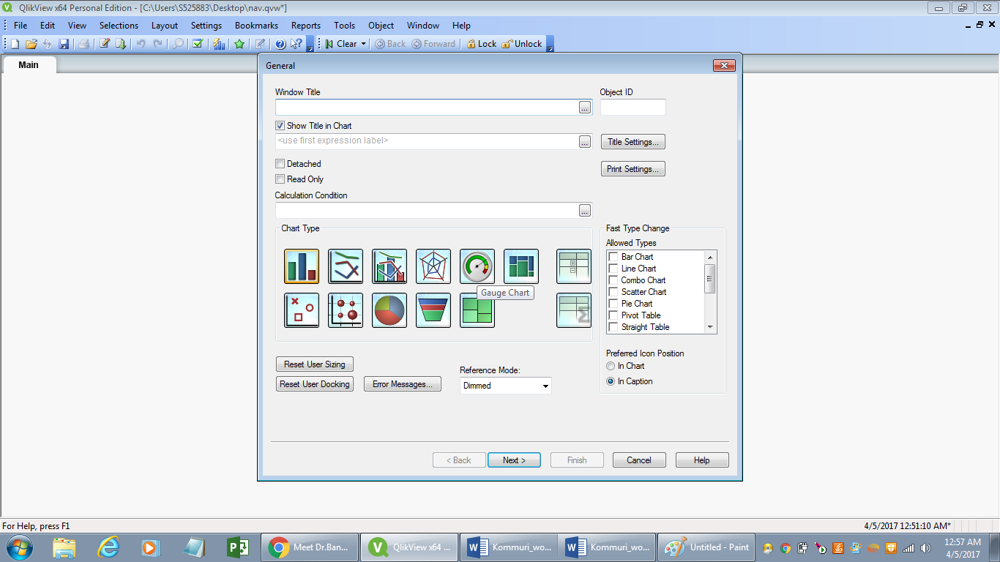 QlikView x64 Personal Edition - [C:\Users\S525883\Desktop\nav.qvw*]
File Edit View Selections Layout Settings Bookmarks Reports Tools Object Window Help
Clear Back Forward Lock Unlock
Main
General
Window Title Object ID
...
Show Title in Chart
<use first expression label> ... Title Settings...
Detached
Print Settings...
Read Only
Calculation Condition
...
Chart Type Fast Type Change
Allowed Types
Bar Chart
Line Chart
Combo Chart
Gauge Chart Scatter Chart
Pie Chart
Pivot Table
Straight Table
Preferred Icon Position
Reset User Sizing In Chart
Reference Mode:
Reset User Docking Error Messages... Dimmed In Caption
< Back Next > Finish Cancel Help
For Help, press F1 4/5/2017 12:51:10 AM*
Meet Dr.Ban... QlikView x64 ... Kommuri_wo... Kommuri_wo... Untitled - Paint 12:57 AM
4/5/2017